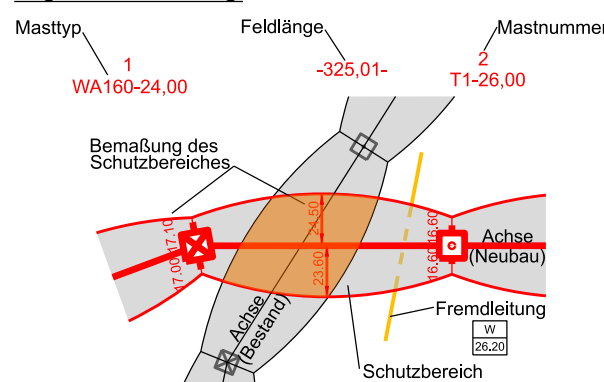 Masttyp
Feldlänge
Mastnummer
1
WA160-24,00
-325,01-
2
T1-26,00
Bemaßung des
Schutzbereiches
17.00
17.10
24.50
23.60
16.60
16.60
Achse
(Neubau)
Achse
(Bestand)
Fremdleitung
W
26.20
Schutzbereich